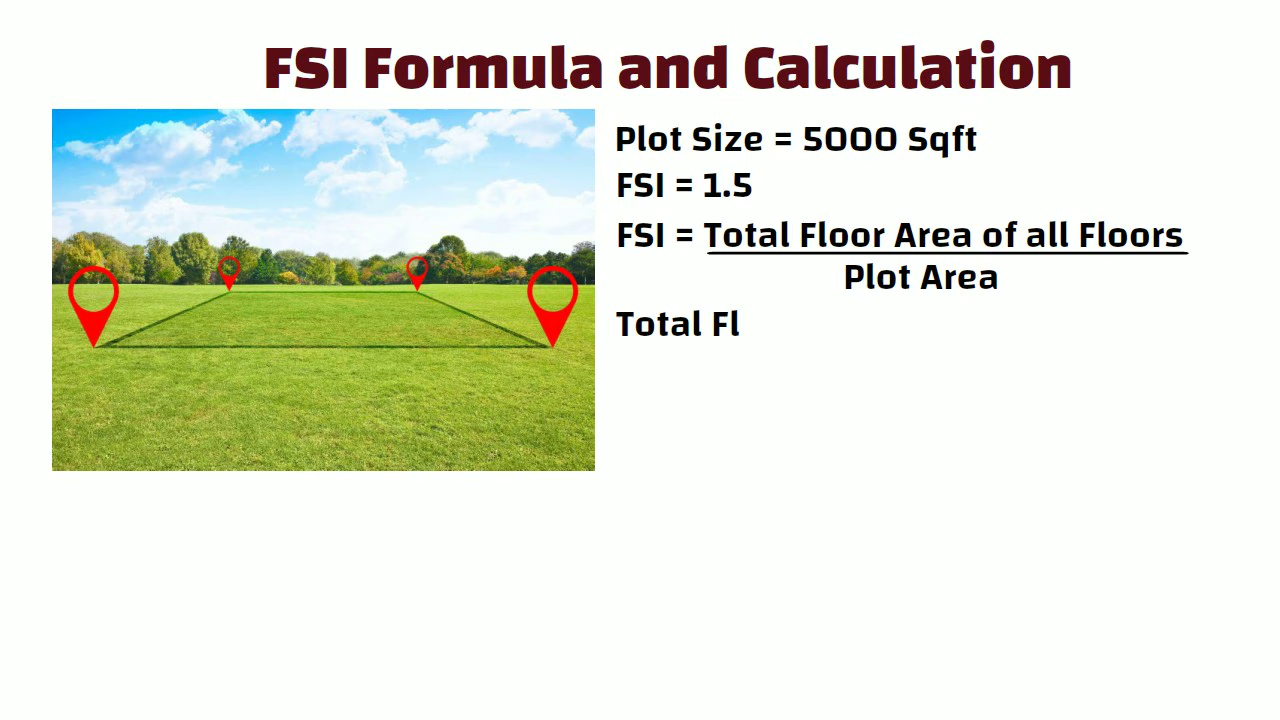 FSI Formula and Calculation
Plot Size = 5000 Sqft
FSI = 1.5
FSI = Total Floor Area of all Floors
Plot Area
Total Fl